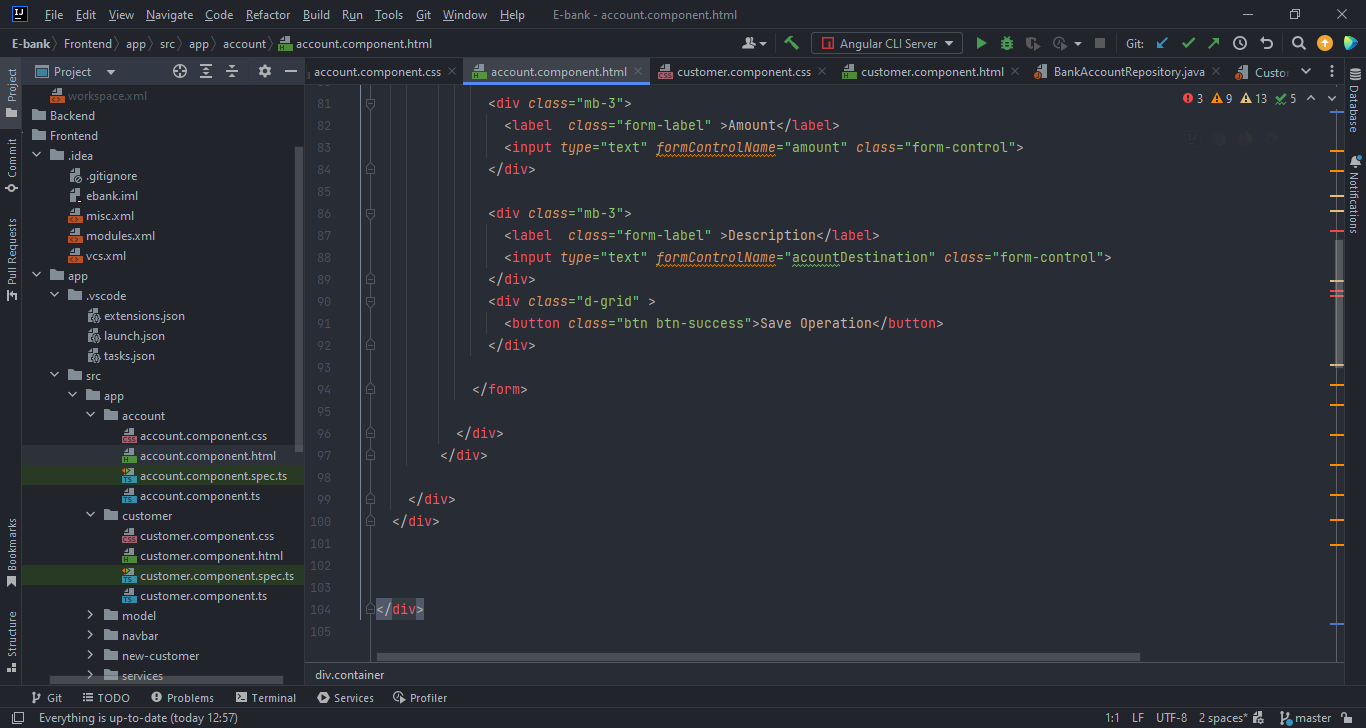 File Edit View Navigate Code Refactor Build Run Tools Git Window Help E-bank - account.component.html
E-bank Frontend app src app account account.component.html Angular CLI Server Git:
Project account.component.css account.component.html customer.component.css customer.component.html BankAccountRepository.java Custo
Project
Commit
Pull Requests
Bookmarks
Structure
workspace.xml
Backend
Frontend
.idea
.gitignore
ebank.iml
misc.xml
modules.xml
vcs.xml
app
.vscode
extensions.json
launch.json
tasks.json
src
app
account
account.component.css
account.component.html
account.component.spec.ts
account.component.ts
customer
customer.component.css
customer.component.html
customer.component.spec.ts
customer.component.ts
model
navbar
new-customer
services
3 9 13 5
81 <div class="mb-3">
82 <label  class="form-label" >Amount</label>
83 <input type="text" formControlName="amount" class="form-control">
84 </div>
85
86 <div class="mb-3">
87 <label  class="form-label" >Description</label>
88 <input type="text" formControlName="acountDestination" class="form-control">
89 </div>
90 <div class="d-grid" >
91 <button class="btn btn-success">Save Operation</button>
92 </div>
93
94 </form>
95
96 </div>
97 </div>
98
99 </div>
100 </div>
101
102
103
104 </div>
105
div.container
Database
Notifications
Git TODO Problems Terminal Services Profiler
Everything is up-to-date (today 12:57) 1:1 LF UTF-8 2 spaces* master